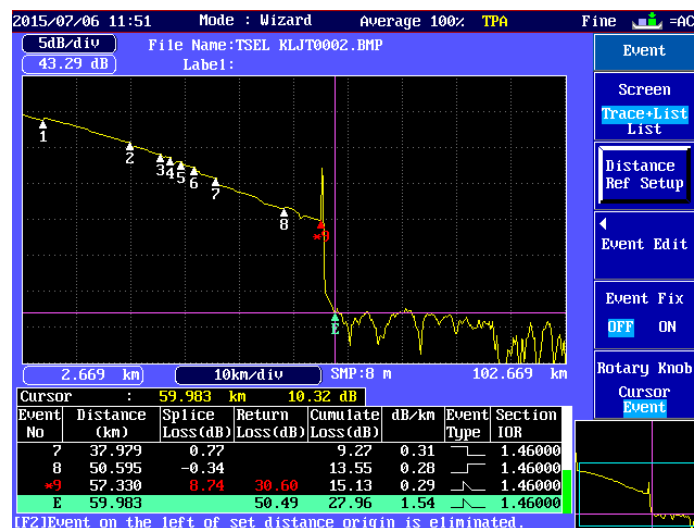 2015/07/06 11:51 Mode : Wizard Average 100% TPA Fine =AC
5dB/div File Name:TSEL KLJT0002.BMP
43.29 dB Label:
Event
Screen
Trace+List
List
Distance
Ref Setup
Event Edit
Event Fix
OFF ON
Rotary Knob
Cursor
Event
1
2
3 4 5 6
7
8
*9
E
2.669 km 10km/div SMP:8 m 102.669 km
Cursor : 59.983 km 10.32 dB
Event Distance Splice Return Cumulate dB/km Event Section
No (km) Loss(dB) Loss(dB) Loss(dB) Type IOR
7 37.979 0.77 9.27 0.31 1.46000
8 50.595 -0.34 13.55 0.28 1.46000
*9 57.330 8.74 30.60 15.13 0.29 1.46000
E 59.983 50.49 27.96 1.54 1.46000
[F2]Event on the left of set distance origin is eliminated.